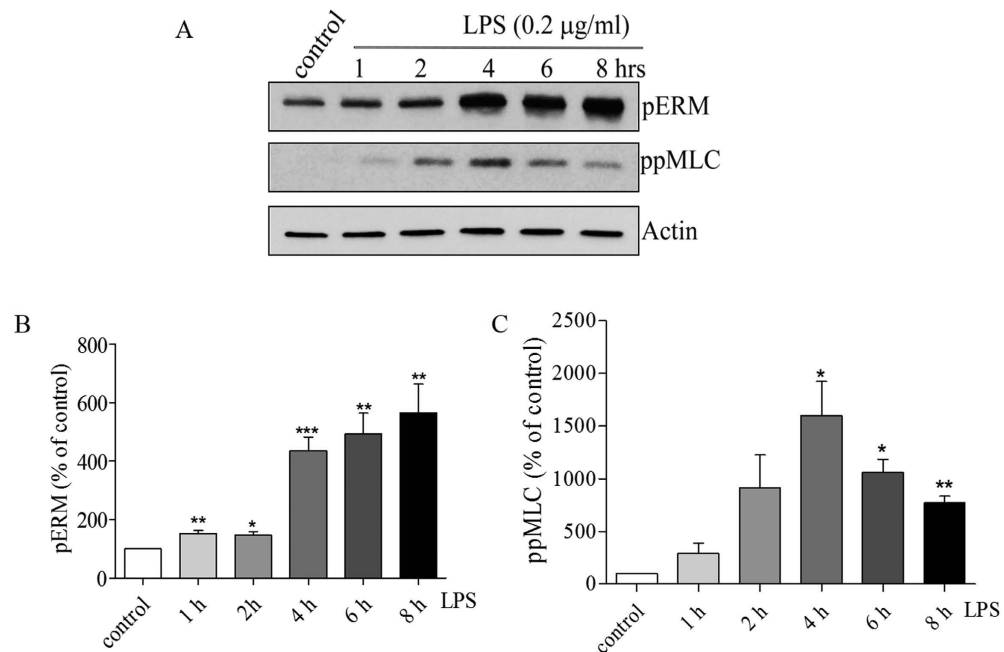 A
LPS (0.2 µg/ml)
control
1 2 4 6 8 hrs
pERM
ppMLC
Actin
B
pERM (% of control)
800
600
400
200
0
**
*
***
**
**
control 1 h 2h 4 h 6 h 8 h LPS
C
ppMLC (% of control)
2500
2000
1500
1000
500
0
*
*
**
control 1 h 2 h 4 h 6 h 8 h LPS